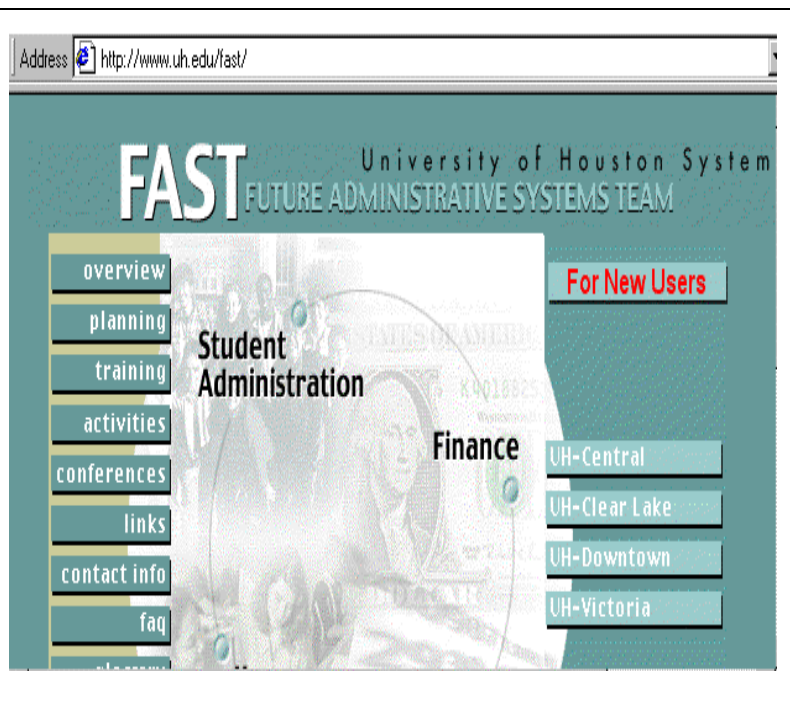 Address http://www.uh.edu/fast/
University of Houston System
FAST FUTURE ADMINISTRATIVE SYSTEMS TEAM
overview
planning
training
activities
conferences
links
contact info
faq
Student
Administration
Finance
For New Users
UH-Central
UH-Clear Lake
UH-Downtown
UH-Victoria